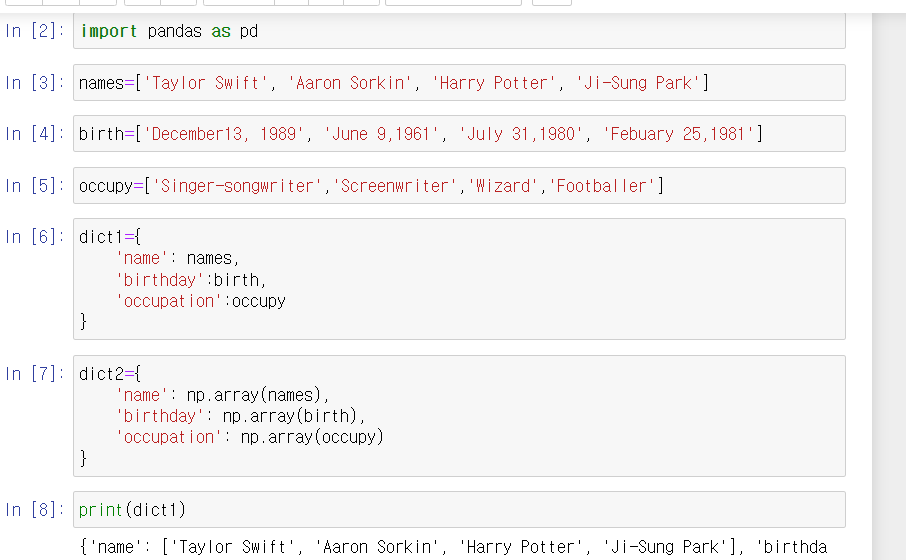 In [2]: import pandas as pd
In [3]: names=['Taylor Swift', 'Aaron Sorkin', 'Harry Potter', 'Ji-Sung Park']
In [4]: birth=['December13, 1989', 'June 9,1961', 'July 31,1980', 'Febuary 25,1981']
In [5]: occupy=['Singer-songwriter','Screenwriter','Wizard','Footballer']
In [6]: dict1={
'name': names,
'birthday':birth,
'occupation':occupy
}
In [7]: dict2={
'name': np.array(names),
'birthday': np.array(birth),
'occupation': np.array(occupy)
}
In [8]: print(dict1)
{'name': ['Taylor Swift', 'Aaron Sorkin', 'Harry Potter', 'Ji-Sung Park'], 'birthda